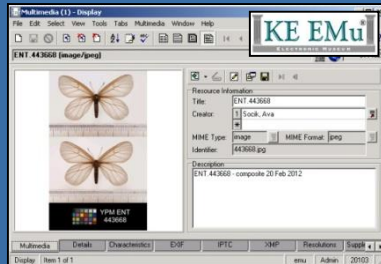 Multimedia (1) - Display
File Edit Select View Tools Tabs Multimedia Window Help
KE EMu
ELECTRONIC MUSEUM
ENT.443668 (image/jpeg)
Resource Information
Title: ENT.443668
Creator: 1 Socik, Ava
MIME Type: image MIME Format: jpeg
Identifier: 443668.jpg
Description
ENT.443668 - composite 20 Feb 2012
YPM ENT
443668
Multimedia Details Characteristics EXIF IPTC XMP Resolutions Supple
Display Item 1 of 1 emu Admin 20103